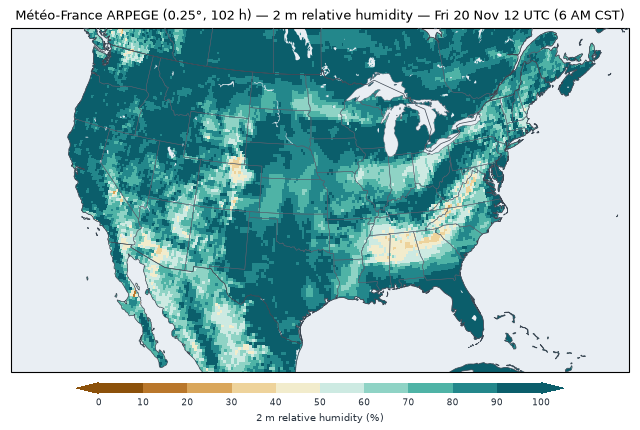 Météo-France ARPEGE (0.25°, 102 h) — 2 m relative humidity — Fri 20 Nov 12 UTC (6 AM CST)
0 10 20 30 40 50 60 70 80 90 100
2 m relative humidity (%)